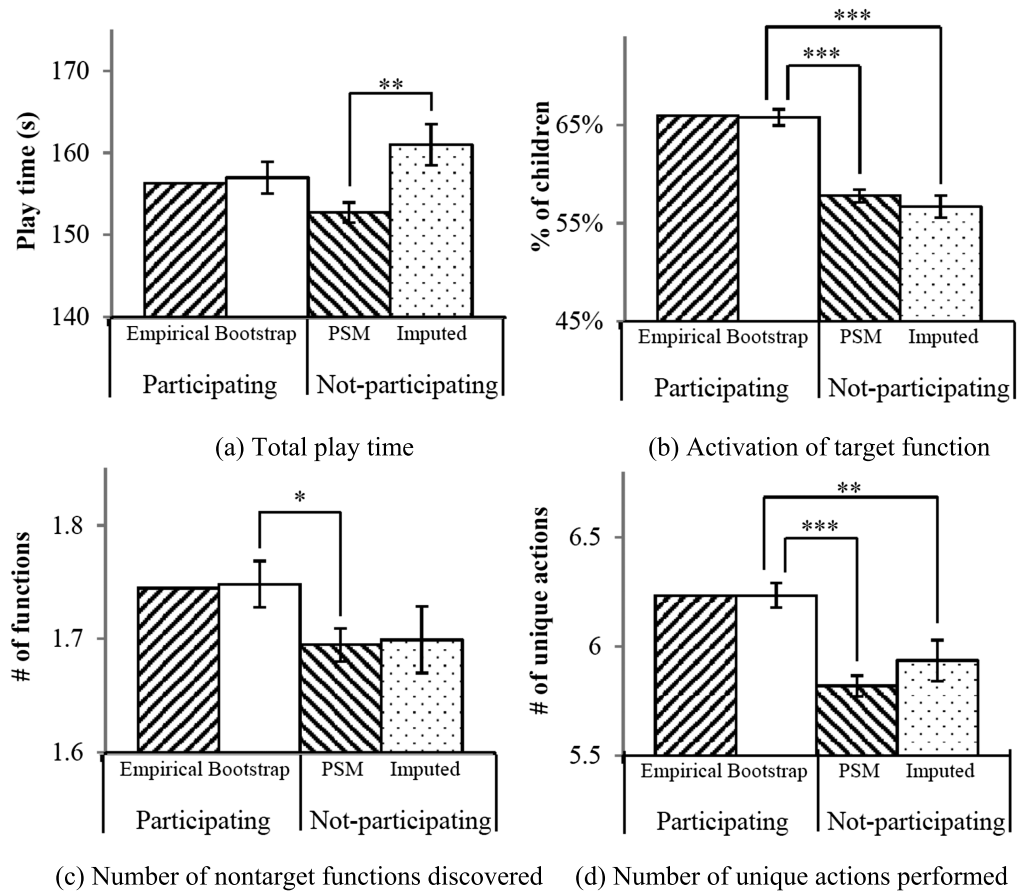 Play time (s)
170
160
150
140
**
Empirical Bootstrap PSM Imputed
Participating Not-participating
(a) Total play time
% of children
65%
55%
45%
***
***
Empirical Bootstrap PSM Imputed
Participating Not-participating
(b) Activation of target function
# of functions
1.8
1.7
1.6
*
Empirical Bootstrap PSM Imputed
Participating Not-participating
(c) Number of nontarget functions discovered
# of unique actions
6.5
6
5.5
**
***
Empirical Bootstrap PSM Imputed
Participating Not-participating
(d) Number of unique actions performed